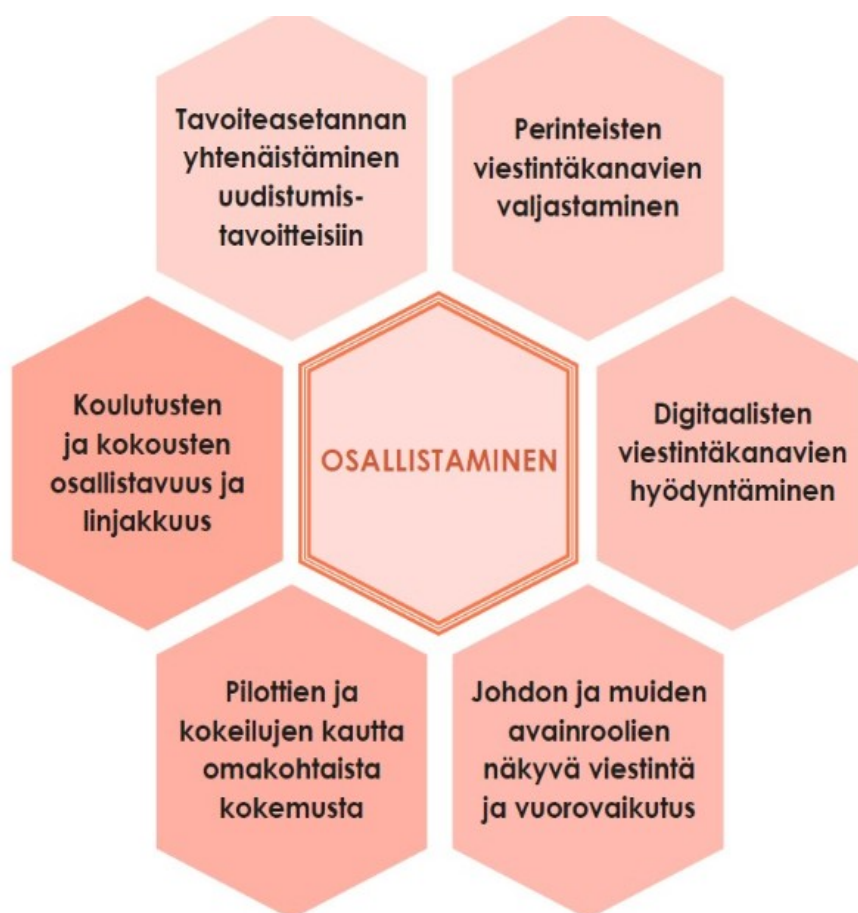 Tavoiteasetannan
yhtenäistäminen
uudistumis-
tavoitteisiin
Perinteisten
viestintäkanavien
valjastaminen
Koulutusten
ja kokousten
osallistavuus ja
linjakkuus
OSALLISTAMINEN
Digitaalisten
viestintäkanavien
hyödyntäminen
Pilottien ja
kokeilujen kautta
omakohtaista
kokemusta
Johdon ja muiden
avainroolien
näkyvä viestintä
ja vuorovaikutus